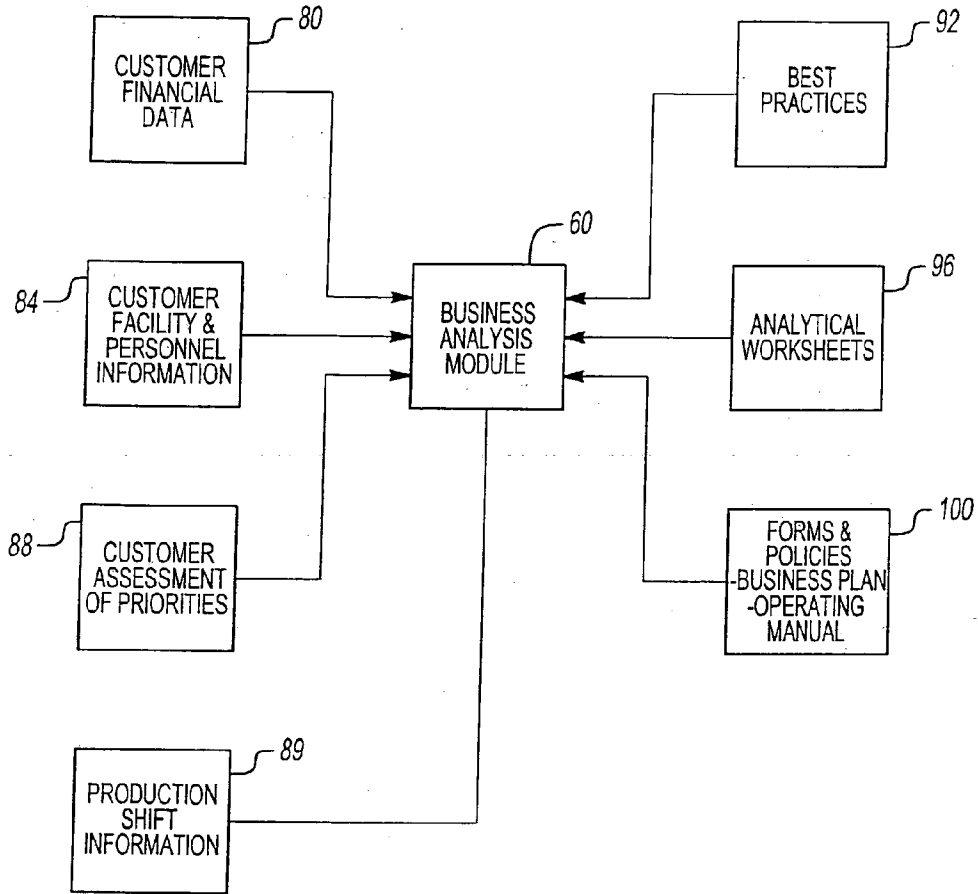 80
CUSTOMER
FINANCIAL
DATA
92
BEST
PRACTICES
60
BUSINESS
ANALYSIS
MODULE
84
CUSTOMER
FACILITY &
PERSONNEL
INFORMATION
96
ANALYTICAL
WORKSHEETS
88
CUSTOMER
ASSESSMENT
OF PRIORITIES
100
FORMS &
POLICIES
-BUSINESS PLAN
-OPERATING
MANUAL
89
PRODUCTION
SHIFT
INFORMATION